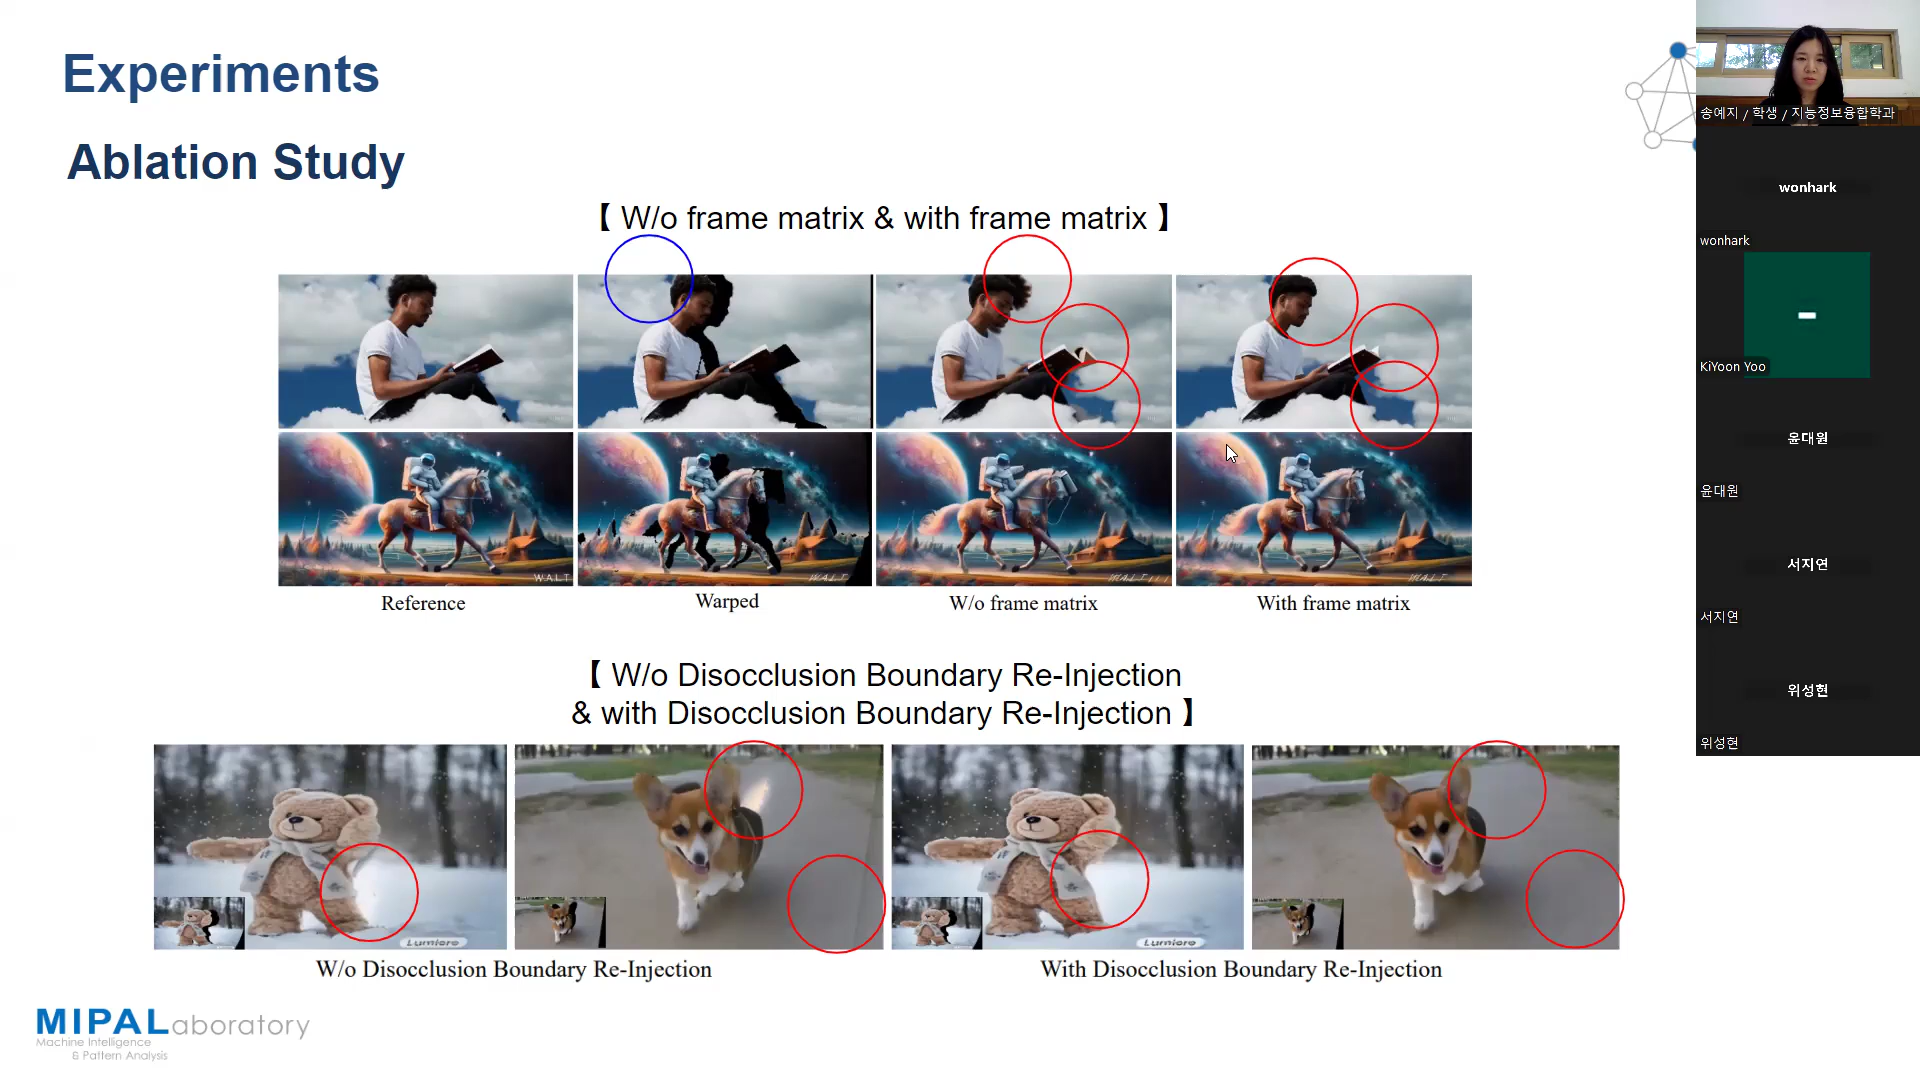 Experiments
Ablation Study
【 W/o frame matrix & with frame matrix 】
W.A.L.T
Reference
Warped
W/o frame matrix
With frame matrix
【 W/o Disocclusion Boundary Re-Injection
& with Disocclusion Boundary Re-Injection 】
Lumiere
Lumiere
W/o Disocclusion Boundary Re-Injection
With Disocclusion Boundary Re-Injection
MIPALaboratory
Machine Intelligence
& Pattern Analysis
송예지 / 학생 / 지능정보융합학과
wonhark
wonhark
KiYoon Yoo
윤대원
윤대원
서지연
서지연
위성현
위성현